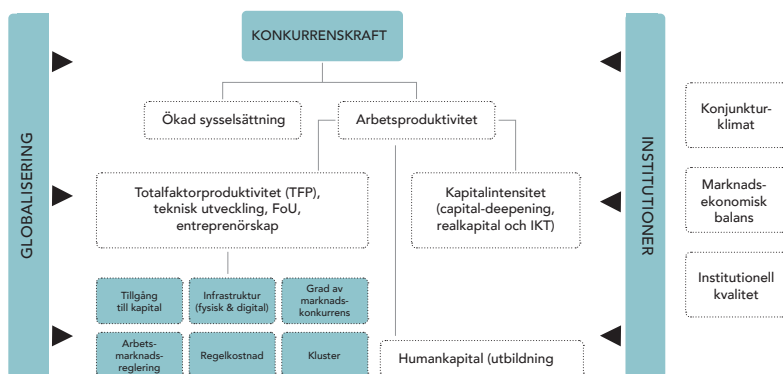 KONKURRENSKRAFT
GLOBALISERING
INSTITUTIONER
Ökad sysselsättning
Arbetsproduktivitet
Konjunktur-
klimat
Totalfaktorproduktivitet (TFP),
teknisk utveckling, FoU,
entreprenörskap
Kapitalintensitet
(capital-deepening,
realkapital och IKT)
Marknads-
ekonomisk
balans
Institutionell
kvalitet
Tillgång
till kapital
Infrastruktur
(fysisk & digital)
Grad av
marknads-
konkurrens
Arbets-
marknads-
reglering
Regelkostnad
Kluster
Humankapital (utbildning